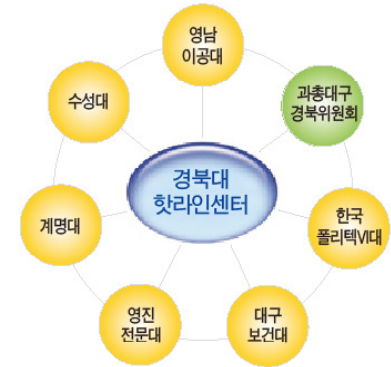 영남
이공대
과총대구
경북위원회
수성대
경북대
핫라인센터
계명대
한국
폴리텍VI대
영진
전문대
대구
보건대